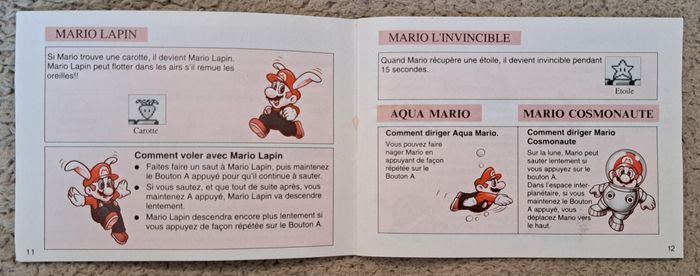 MARIO LAPIN
Si Mario trouve une carotte, il devient Mario Lapin.
Mario Lapin peut flotter dans les airs s'il remue les
oreilles!!
Carotte
Comment voler avec Mario Lapin
● Faites faire un saut à Mario Lapin, puis maintenez
le Bouton A appuyé pour qu'il continue à sauter.
● Si vous sautez, et que tout de suite après, vous
maintenez A appuyé, Mario Lapin va descendre
lentement.
● Mario Lapin descendra encore plus lentement si
vous appuyez de façon répétée sur le Bouton A.
11
MARIO L'INVINCIBLE
Quand Mario récupère une étoile, il devient invincible pendant
15 secondes.
Etoile
AQUA MARIO
Comment diriger Aqua Mario.
Vous pouvez faire
nager Mario en
appuyant de façon
répétée sur le
Bouton A.
MARIO COSMONAUTE
Comment diriger Mario
Cosmonaute
Sur la lune, Mario peut
sauter lentement si
vous appuyez sur le
bouton A.
Dans l'espace inter-
planétaire, si vous
maintenez le Bouton
A appuyé, vous
déplacez Mario vers
le haut.
12